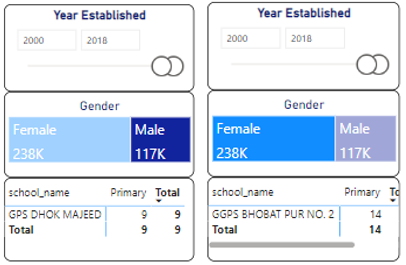 Year Established
2000 2018
Gender
Female Male
238K 117K
school_name Primary Total
GPS DHOK MAJEED 9 9
Total 9 9
Year Established
2000 2018
Gender
Female Male
238K 117K
school_name Primary Total
GGPS BHOBAT PUR NO. 2 14
Total 14